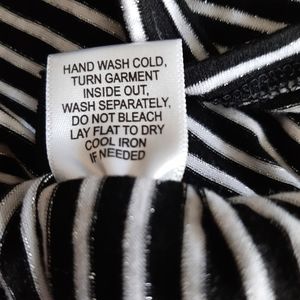 HAND WASH COLD,
TURN GARMENT
INSIDE OUT,
WASH SEPARATELY,
DO NOT BLEACH
LAY FLAT TO DRY
COOL IRON
IF NEEDED